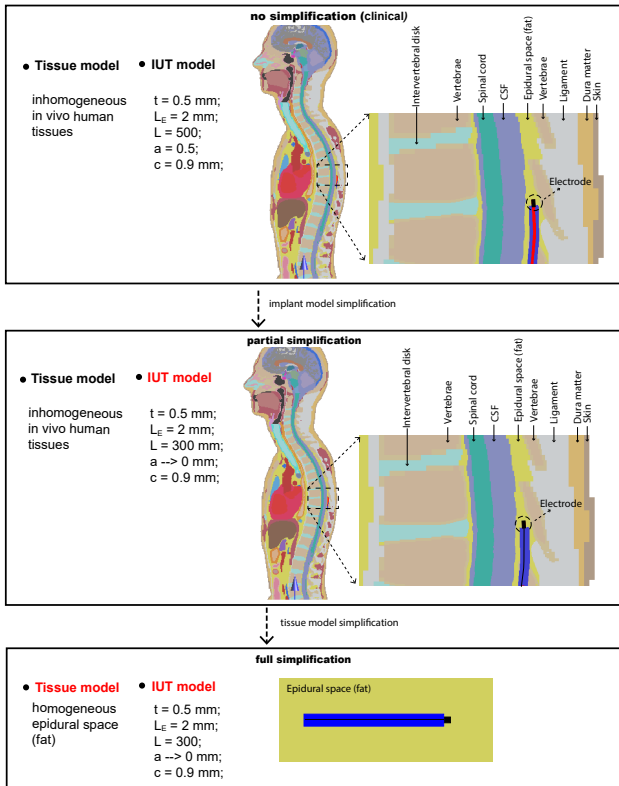 no simplification (clinical)
• Tissue model
• IUT model
inhomogeneous
in vivo human
tissues
t = 0.5 mm;
LE = 2 mm;
L = 500;
a = 0.5;
c = 0.9 mm;
Intervertebral disk
Vertebrae
Spinal cord
CSF
Epidural space (fat)
Vertebrae
Ligament
Dura matter
Skin
Electrode
implant model simplification
partial simplification
• Tissue model
• IUT model
inhomogeneous
in vivo human
tissues
t = 0.5 mm;
LE = 2 mm;
L = 300 mm;
a --> 0 mm;
c = 0.9 mm;
Intervertebral disk
Vertebrae
Spinal cord
CSF
Epidural space (fat)
Vertebrae
Ligament
Dura matter
Skin
Electrode
tissue model simplification
full simplification
• Tissue model
• IUT model
homogeneous
epidural space
(fat)
t = 0.5 mm;
LE = 2 mm;
L = 300;
a --> 0 mm;
c = 0.9 mm;
Epidural space (fat)